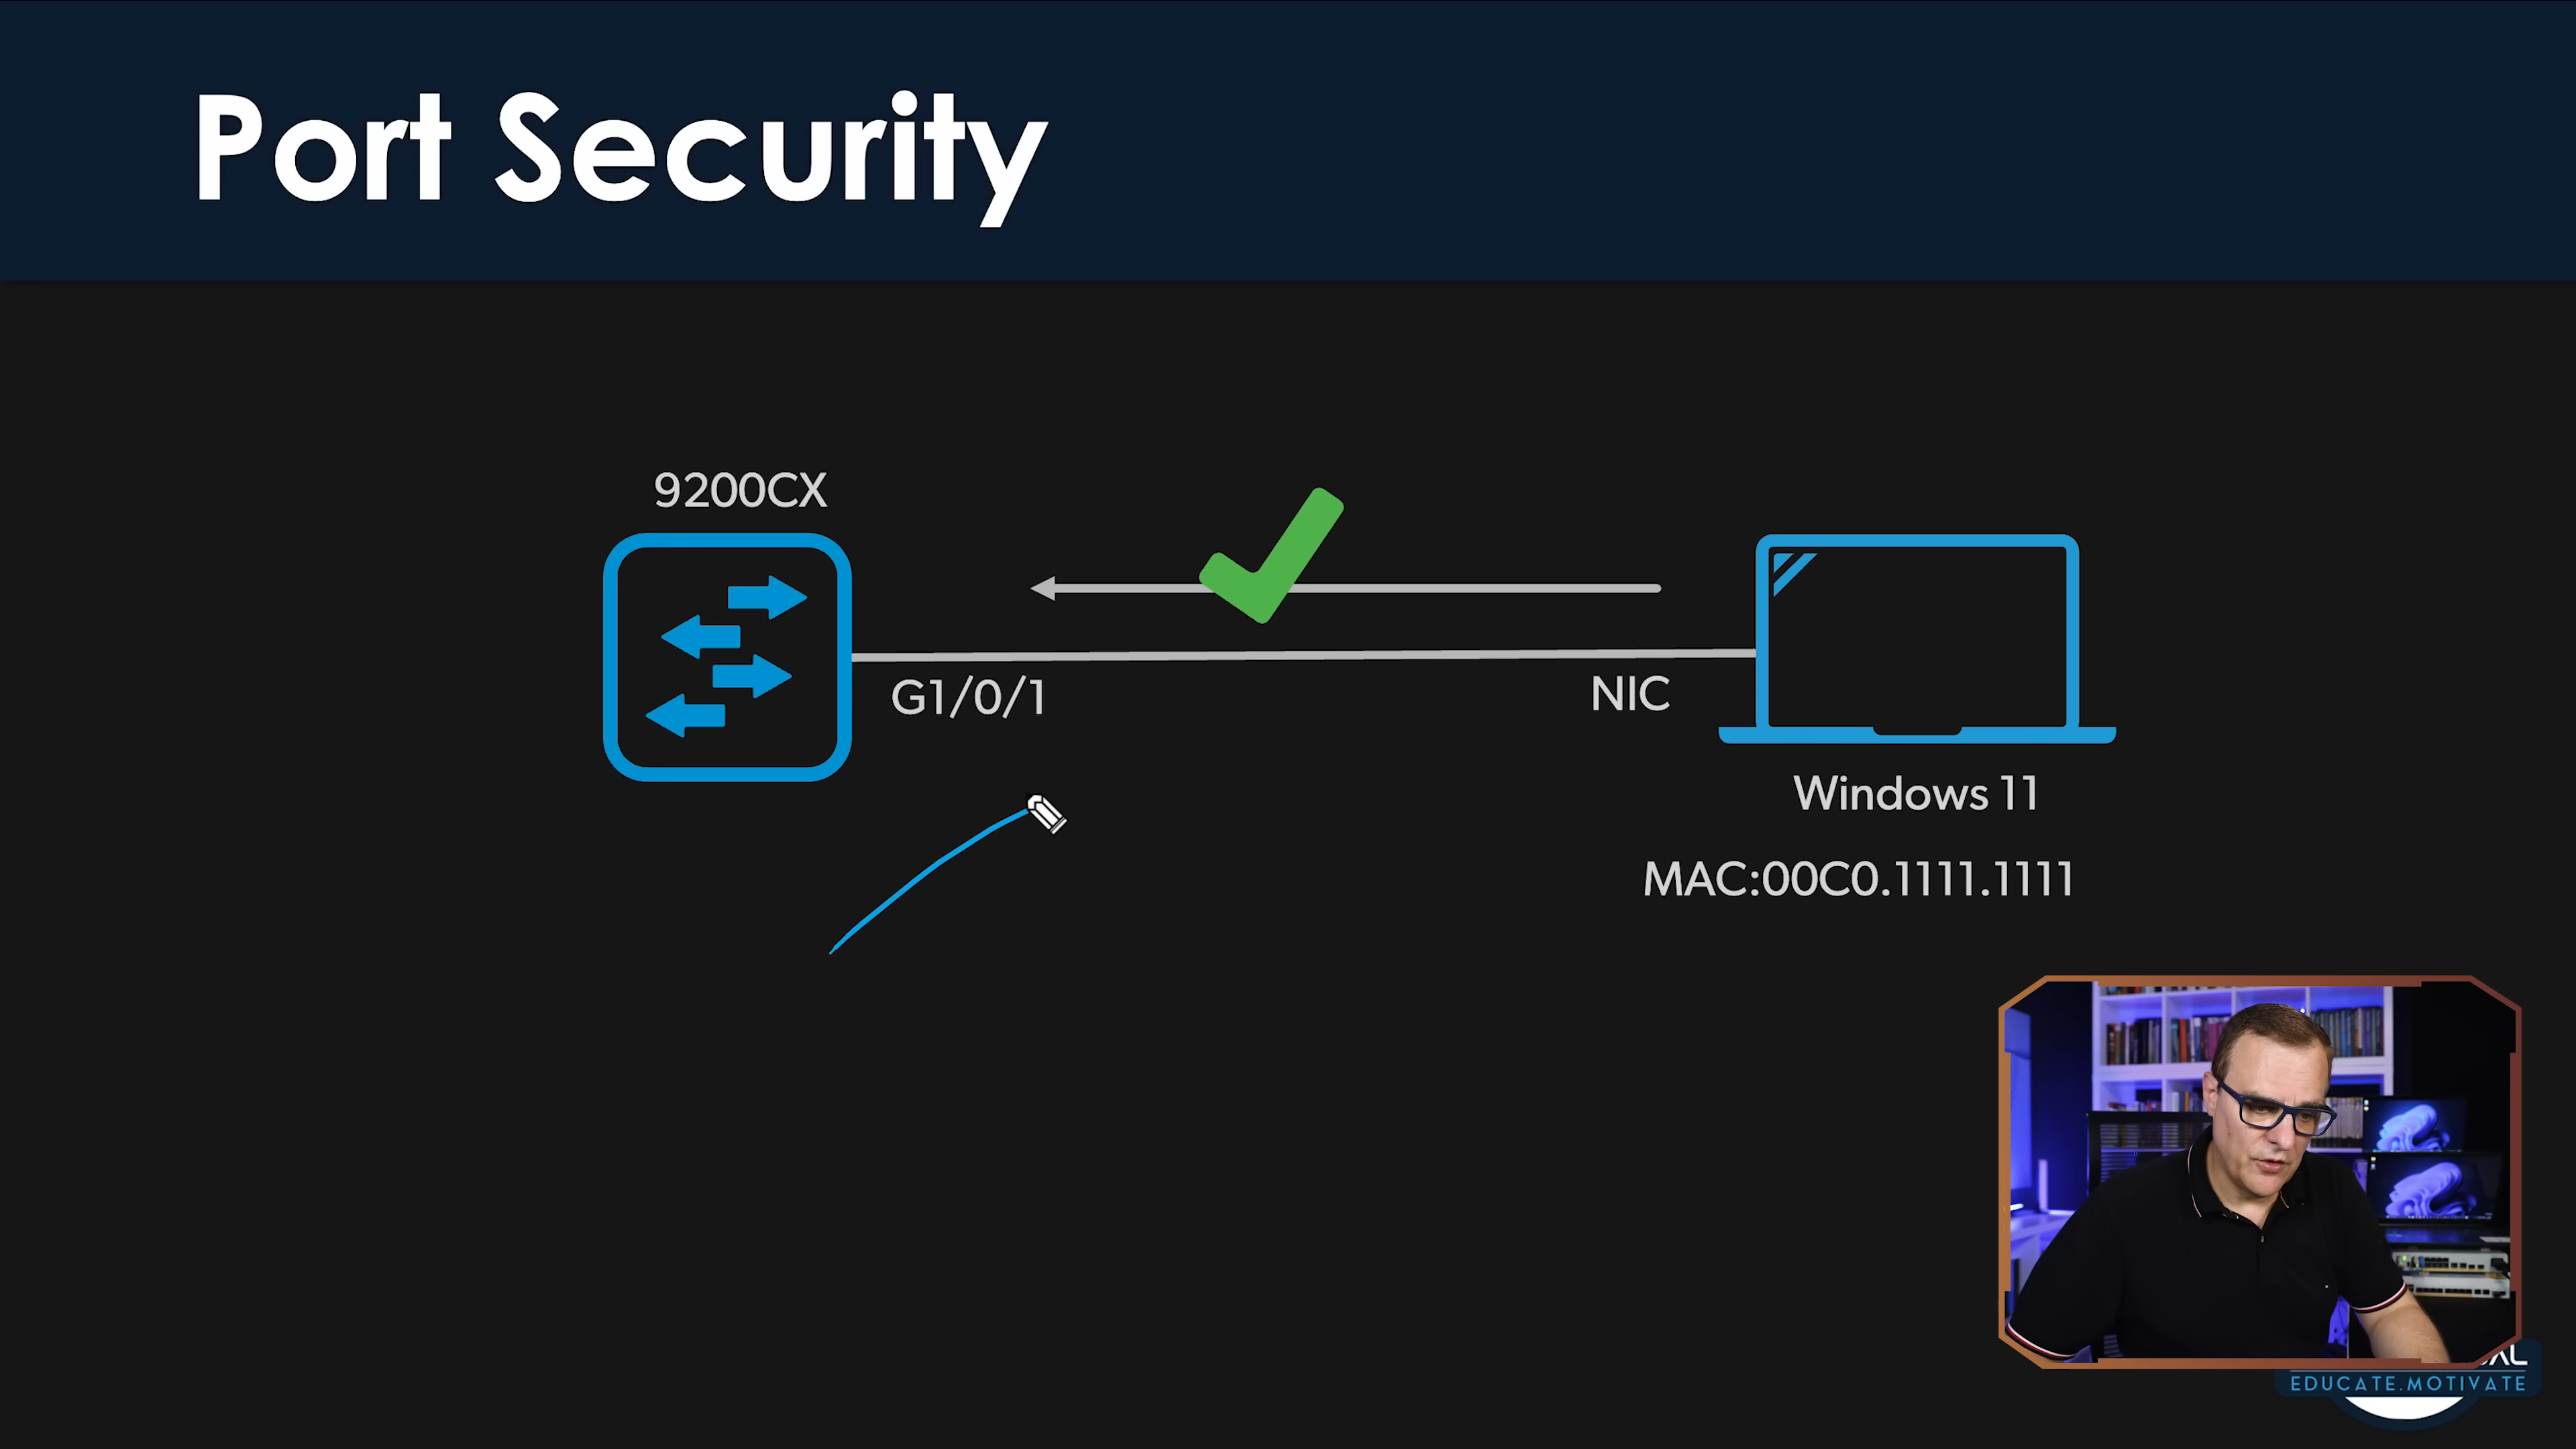 Port Security
9200CX
G1/0/1
NIC
Windows 11
MAC:00C0.1111.1111
EDUCATE.MOTIVATE